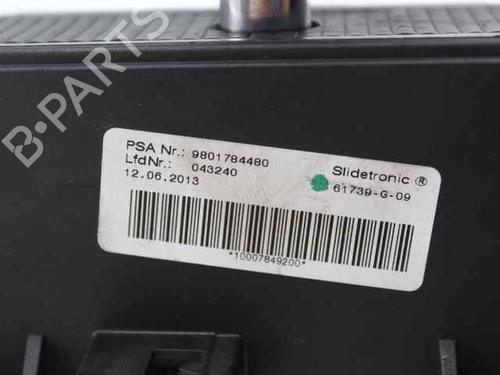 B-PARTS
PSA Nr.: 9801784480
LfdNr.: 043240
12.06.2013
Slidetronic ®
61739-G-09
*10007849200*